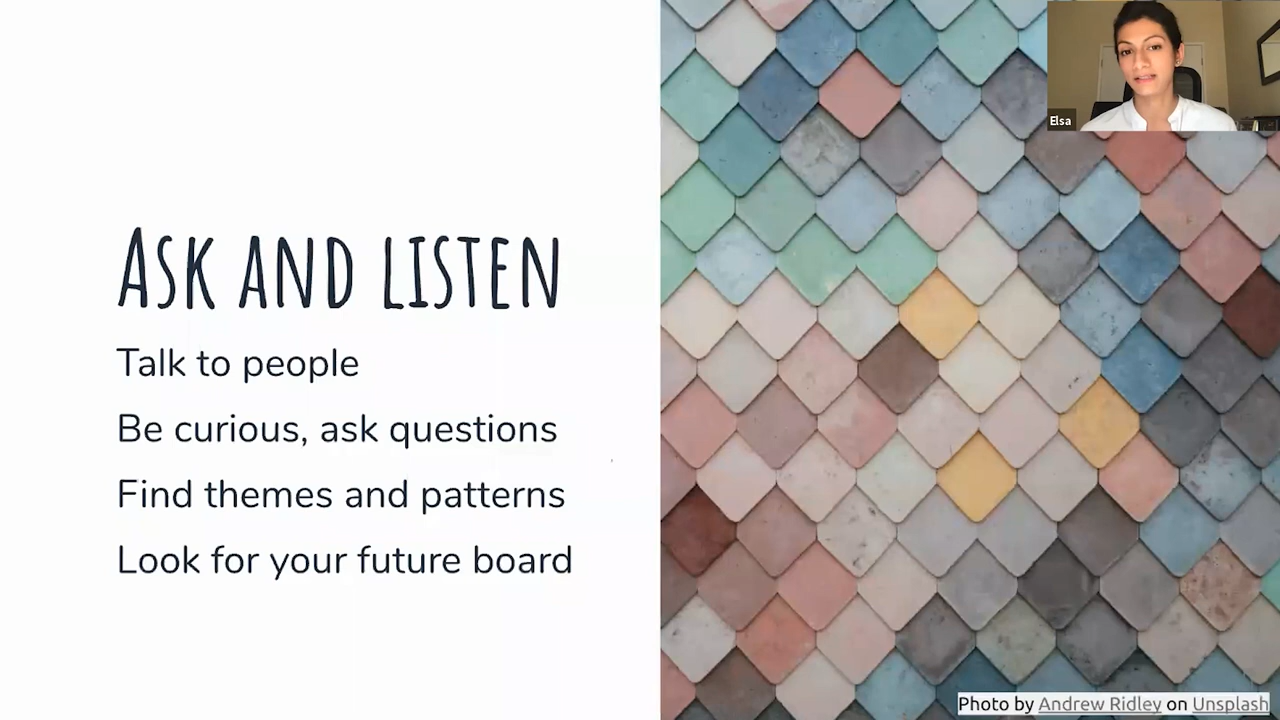 Elsa
ASK AND LISTEN
Talk to people
Be curious, ask questions
Find themes and patterns
Look for your future board
Photo by Andrew Ridley on Unsplash